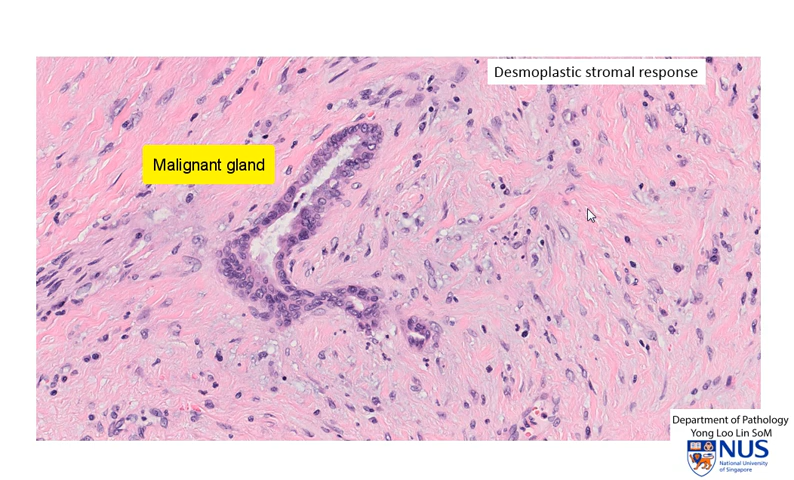 Desmoplastic stromal response
Malignant gland
Department of Pathology
Yong Loo Lin SoM
NUS
National University
of Singapore